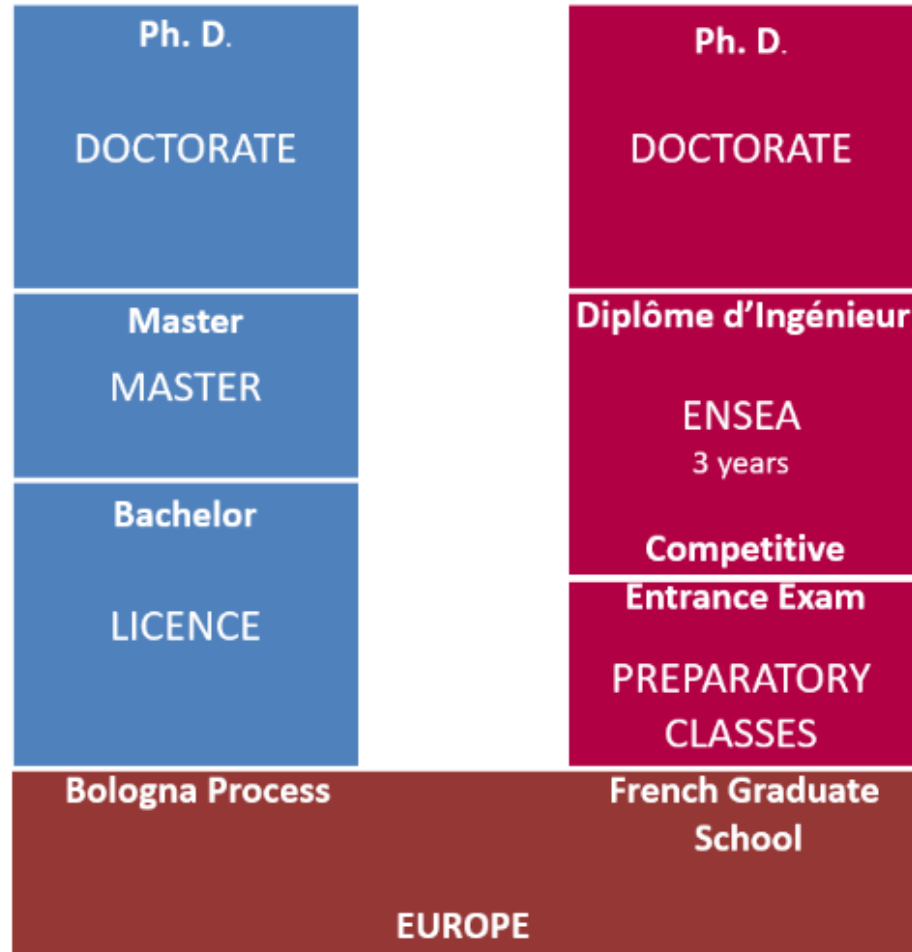 Ph. D.
DOCTORATE
Master
MASTER
Bachelor
LICENCE
Bologna Process
Ph. D.
DOCTORATE
Diplôme d’Ingénieur
ENSEA
3 years
Competitive
Entrance Exam
PREPARATORY
CLASSES
French Graduate
School
EUROPE